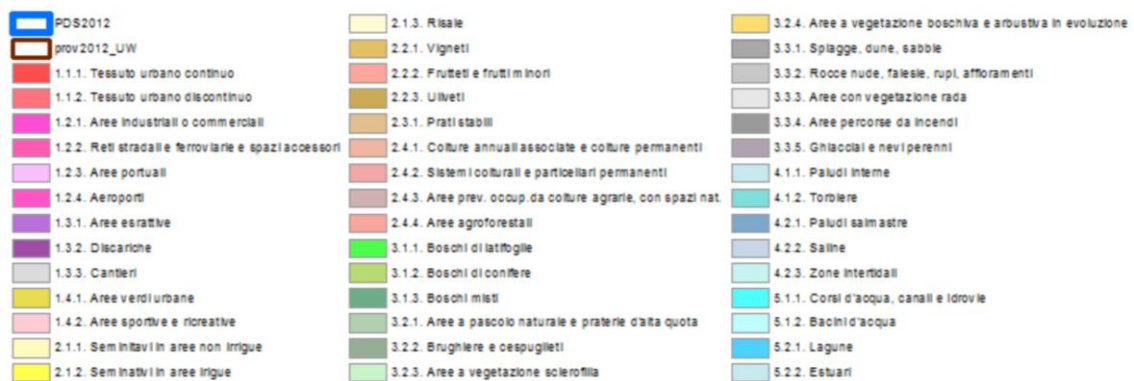 PDS2012
prov2012_UW
1.1.1. Tessuto urbano continuo
1.1.2. Tessuto urbano discontinuo
1.2.1. Aree industriali o commerciali
1.2.2. Reti stradali e ferroviarie e spazi accessori
1.2.3. Aree portuali
1.2.4. Aeroporti
1.3.1. Aree esrattive
1.3.2. Discariche
1.3.3. Cantieri
1.4.1. Aree verdi urbane
1.4.2. Aree sportive e ricreative
2.1.1. Seminitavi in aree non irrigue
2.1.2. Seminativi in aree irigue
2.1.3. Risaie
2.2.1. Vigneti
2.2.2. Frutteti e frutti minori
2.2.3. Uliveti
2.3.1. Prati stabili
2.4.1. Colture annuali associate e colture permanenti
2.4.2. Sistemi colturali e particellari permanenti
2.4.3. Aree prev. occup.da colture agrarie, con spazi nat.
2.4.4. Aree agroforestali
3.1.1. Boschi di latifoglie
3.1.2. Boschi di conifere
3.1.3. Boschi misti
3.2.1. Aree a pascolo naturale e praterie d'alta quota
3.2.2. Brughiere e cespuglieti
3.2.3. Aree a vegetazione sclerofilla
3.2.4. Aree a vegetazione boschiva e arbustiva in evoluzione
3.3.1. Spiagge, dune, sabbie
3.3.2. Rocce nude, falesie, rupi, affioramenti
3.3.3. Aree con vegetazione rada
3.3.4. Aree percorse da incendi
3.3.5. Ghiacciai e nevi perenni
4.1.1. Paludi interne
4.1.2. Torbiere
4.2.1. Paludi salmastre
4.2.2. Saline
4.2.3. Zone intertidali
5.1.1. Corsi d'acqua, canali e idrovie
5.1.2. Bacini d'acqua
5.2.1. Lagune
5.2.2. Estuari